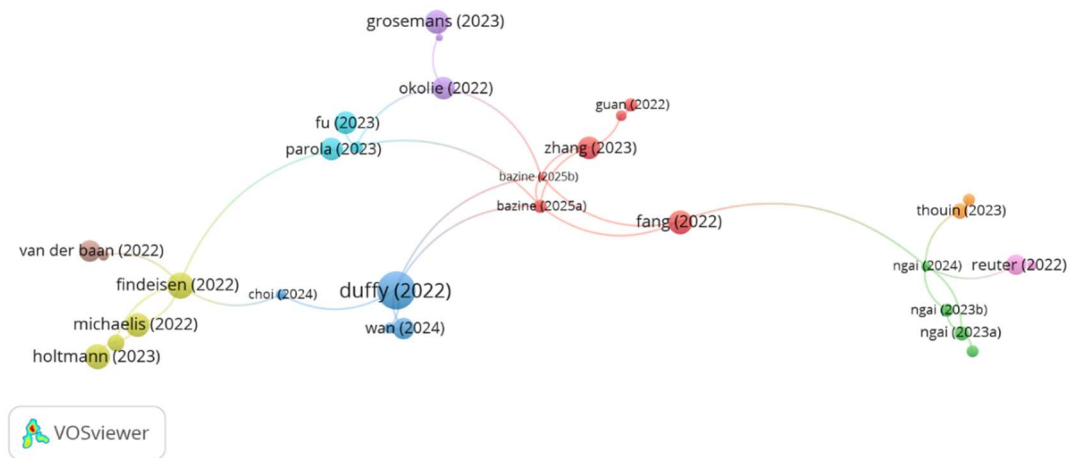 grosemans (2023)
okolie (2022)
guan (2022)
fu (2023)
parola (2023)
zhang (2023)
bazine (2025b)
bazine (2025a)
fang (2022)
thouin (2023)
van der baan (2022)
findeisen (2022)
choi (2024)
duffy (2022)
ngai (2024)
reuter (2022)
michaelis (2022)
wan (2024)
ngai (2023b)
ngai (2023a)
holtmann (2023)
VOSviewer